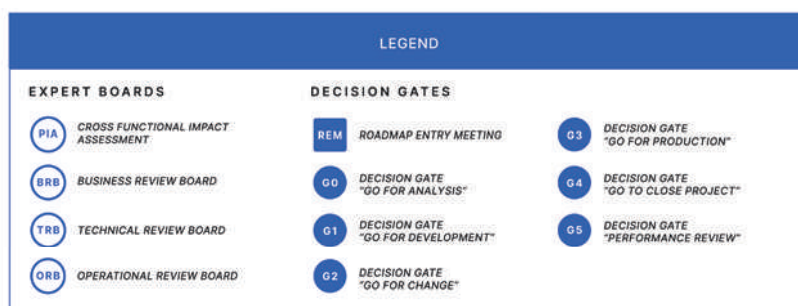 LEGEND
EXPERT BOARDS
PIA
CROSS FUNCTIONAL IMPACT
ASSESSMENT
BRB
BUSINESS REVIEW BOARD
TRB
TECHNICAL REVIEW BOARD
ORB
OPERATIONAL REVIEW BOARD
DECISION GATES
REM
ROADMAP ENTRY MEETING
G0
DECISION GATE
"GO FOR ANALYSIS"
G1
DECISION GATE
"GO FOR DEVELOPMENT"
G2
DECISION GATE
"GO FOR CHANGE"
G3
DECISION GATE
"GO FOR PRODUCTION"
G4
DECISION GATE
"GO TO CLOSE PROJECT"
G5
DECISION GATE
"PERFORMANCE REVIEW"